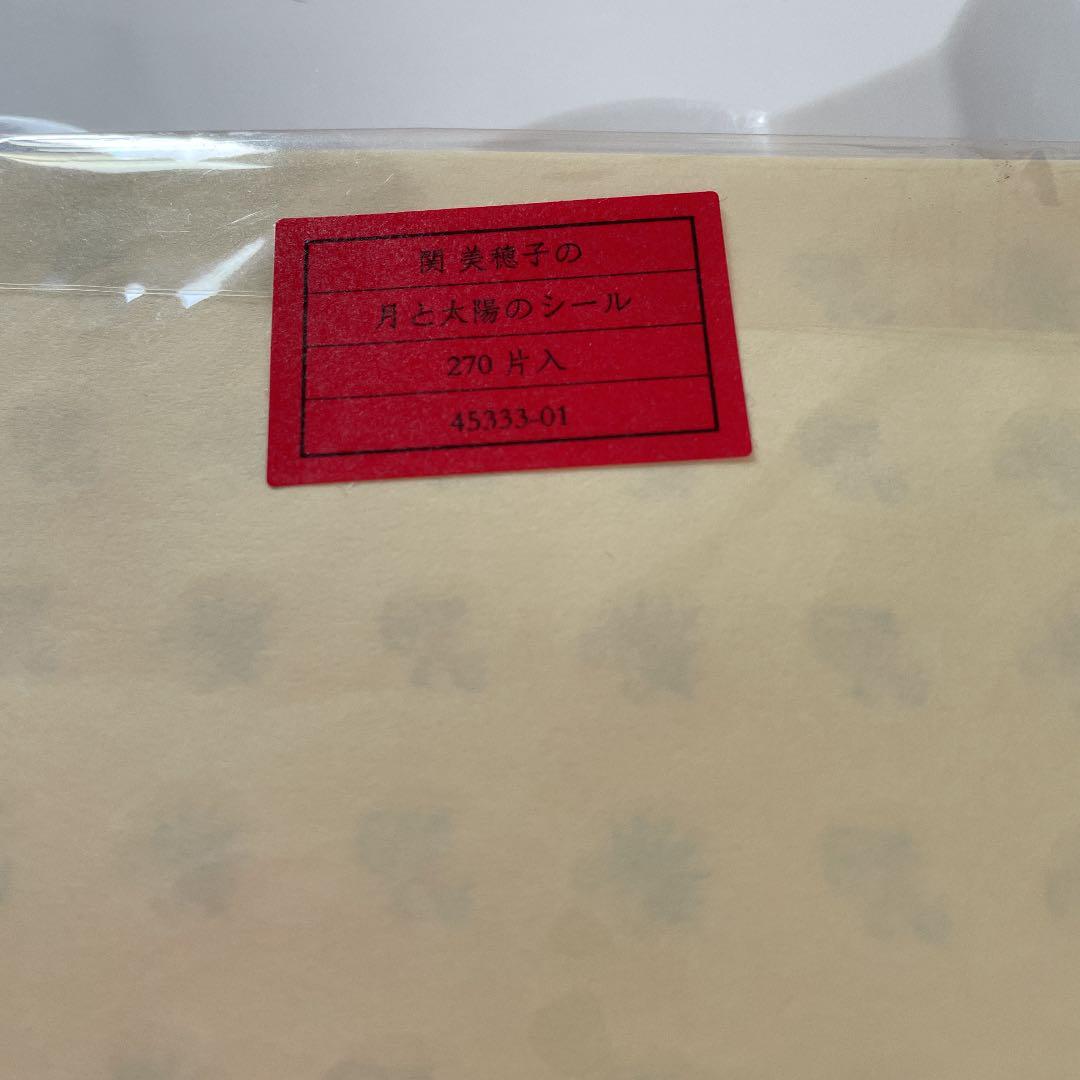 関 美穂子の
月と太陽のシール
270 片入
45333-01